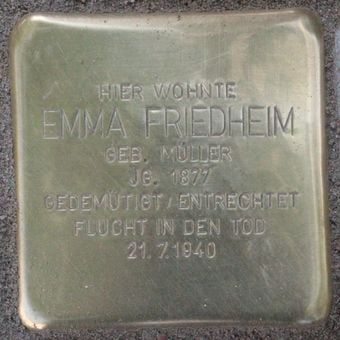 HIER WOHNTE
EMMA FRIEDHEIM
GEB. MÜLLER
JG. 1877
GEDEMÜTIGT/ENTRECHTET
FLUCHT IN DEN TOD
21.7.1940